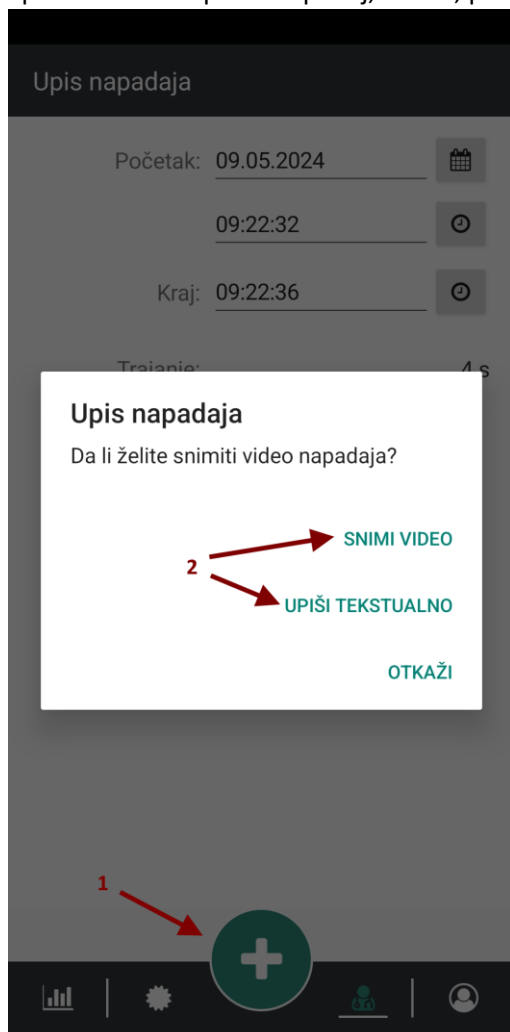 Upis napadaja
Početak: 09.05.2024
09:22:32
Kraj: 09:22:36
Trajanje: 4 s
Upis napadaja
Da li želite snimiti video napadaja?
SNIMI VIDEO
2
UPIŠI TEKSTUALNO
OTKAŽI
1